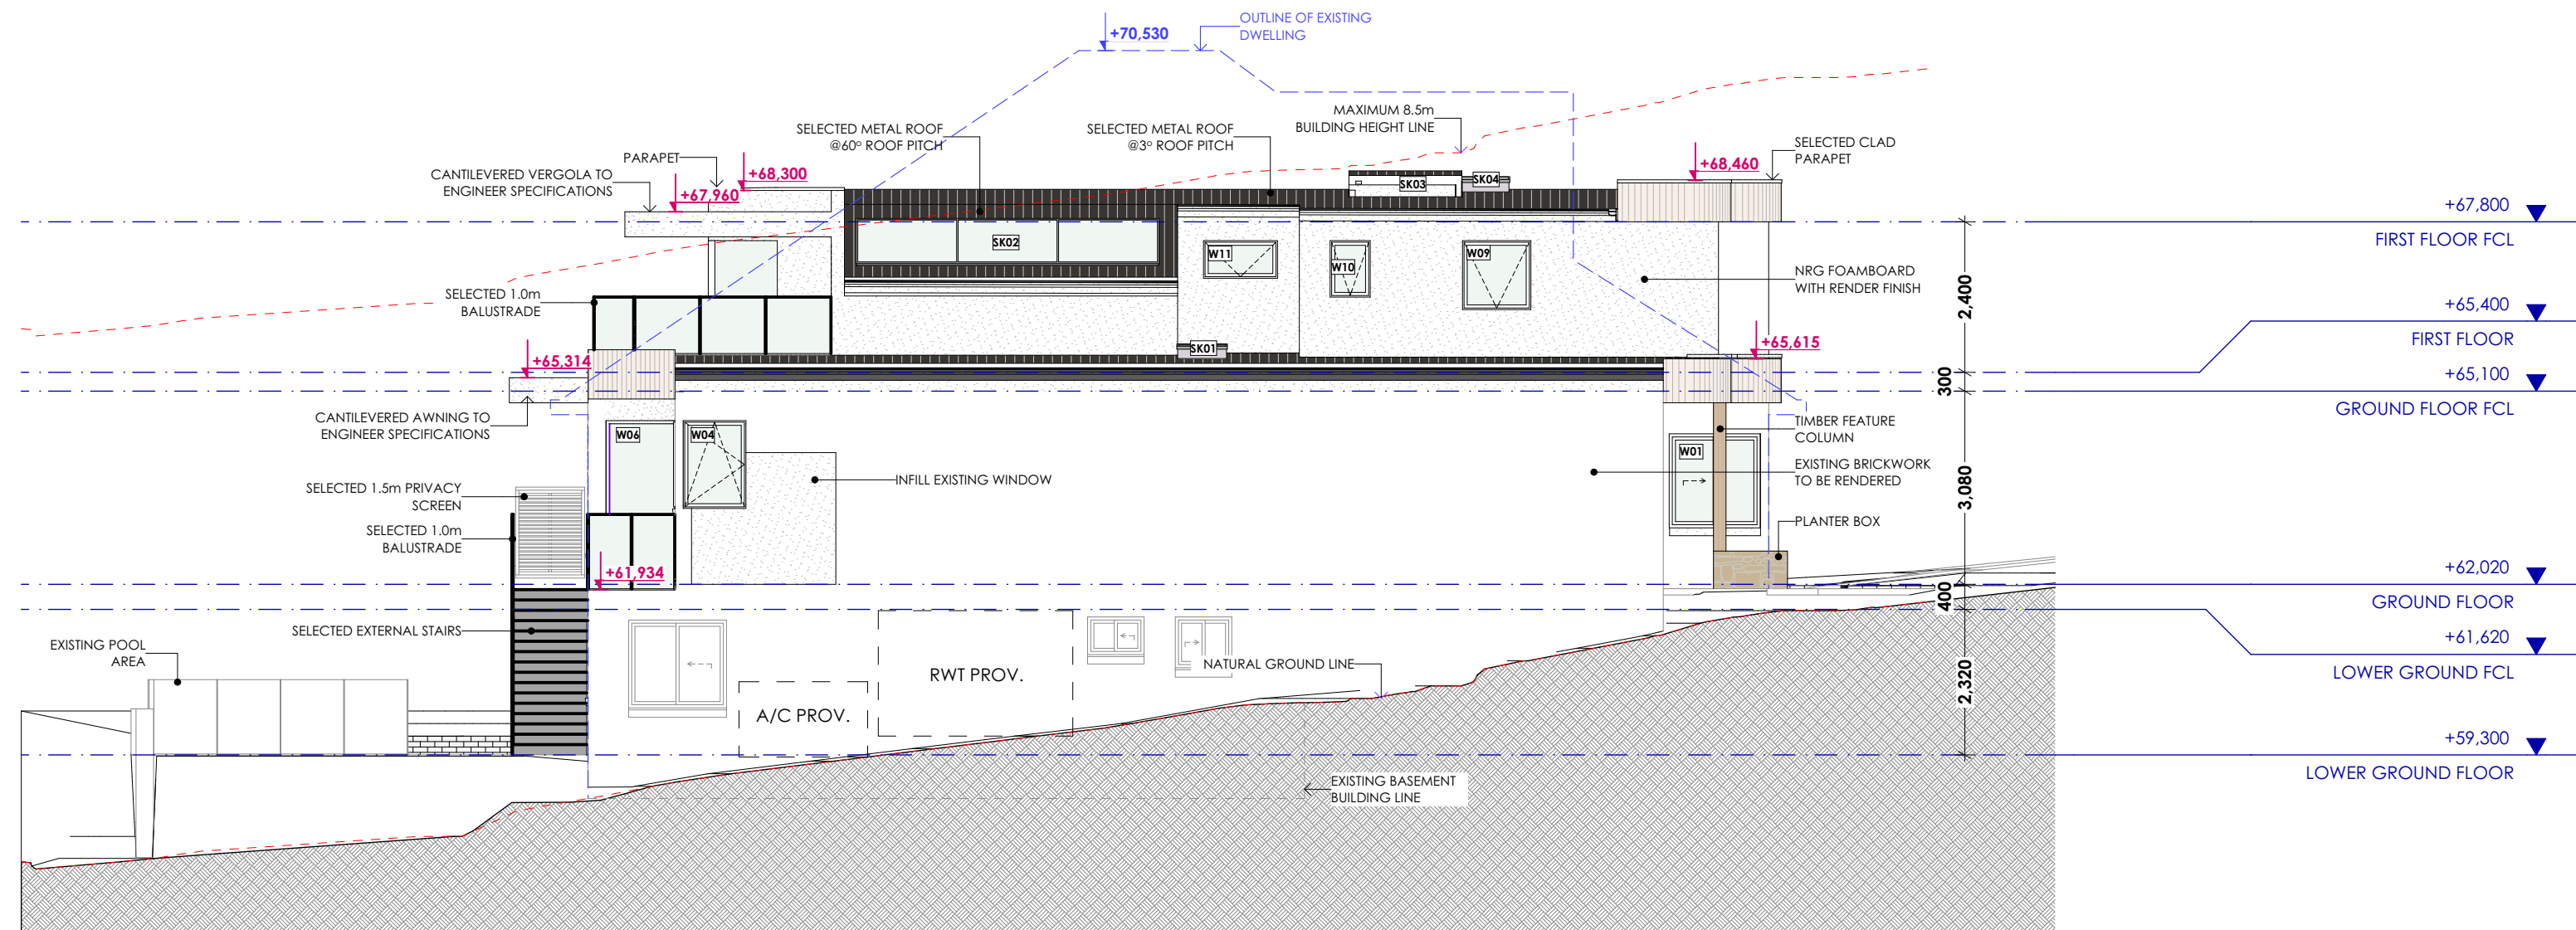 OUTLINE OF EXISTING
DWELLING
+70,530
MAXIMUM 8.5m
BUILDING HEIGHT LINE
SELECTED METAL ROOF
@60° ROOF PITCH
SELECTED METAL ROOF
@3° ROOF PITCH
SELECTED CLAD
PARAPET
PARAPET
+68,300
+68,460
CANTILEVERED VERGOLA TO
ENGINEER SPECIFICATIONS
+67,960
SK03
SK04
+67,800
FIRST FLOOR FCL
SK02
W11
W10
W09
NRG FOAMBOARD
WITH RENDER FINISH
2,400
SELECTED 1.0m
BALUSTRADE
+65,400
FIRST FLOOR
SK01
+65,615
+65,314
300
+65,100
GROUND FLOOR FCL
CANTILEVERED AWNING TO
ENGINEER SPECIFICATIONS
TIMBER FEATURE
COLUMN
W06
W04
W01
INFILL EXISTING WINDOW
EXISTING BRICKWORK
TO BE RENDERED
3,080
SELECTED 1.5m PRIVACY
SCREEN
SELECTED 1.0m
BALUSTRADE
PLANTER BOX
+61,934
+62,020
GROUND FLOOR
400
SELECTED EXTERNAL STAIRS
+61,620
LOWER GROUND FCL
EXISTING POOL
AREA
NATURAL GROUND LINE
RWT PROV.
2,320
A/C PROV.
+59,300
LOWER GROUND FLOOR
EXISTING BASEMENT
BUILDING LINE